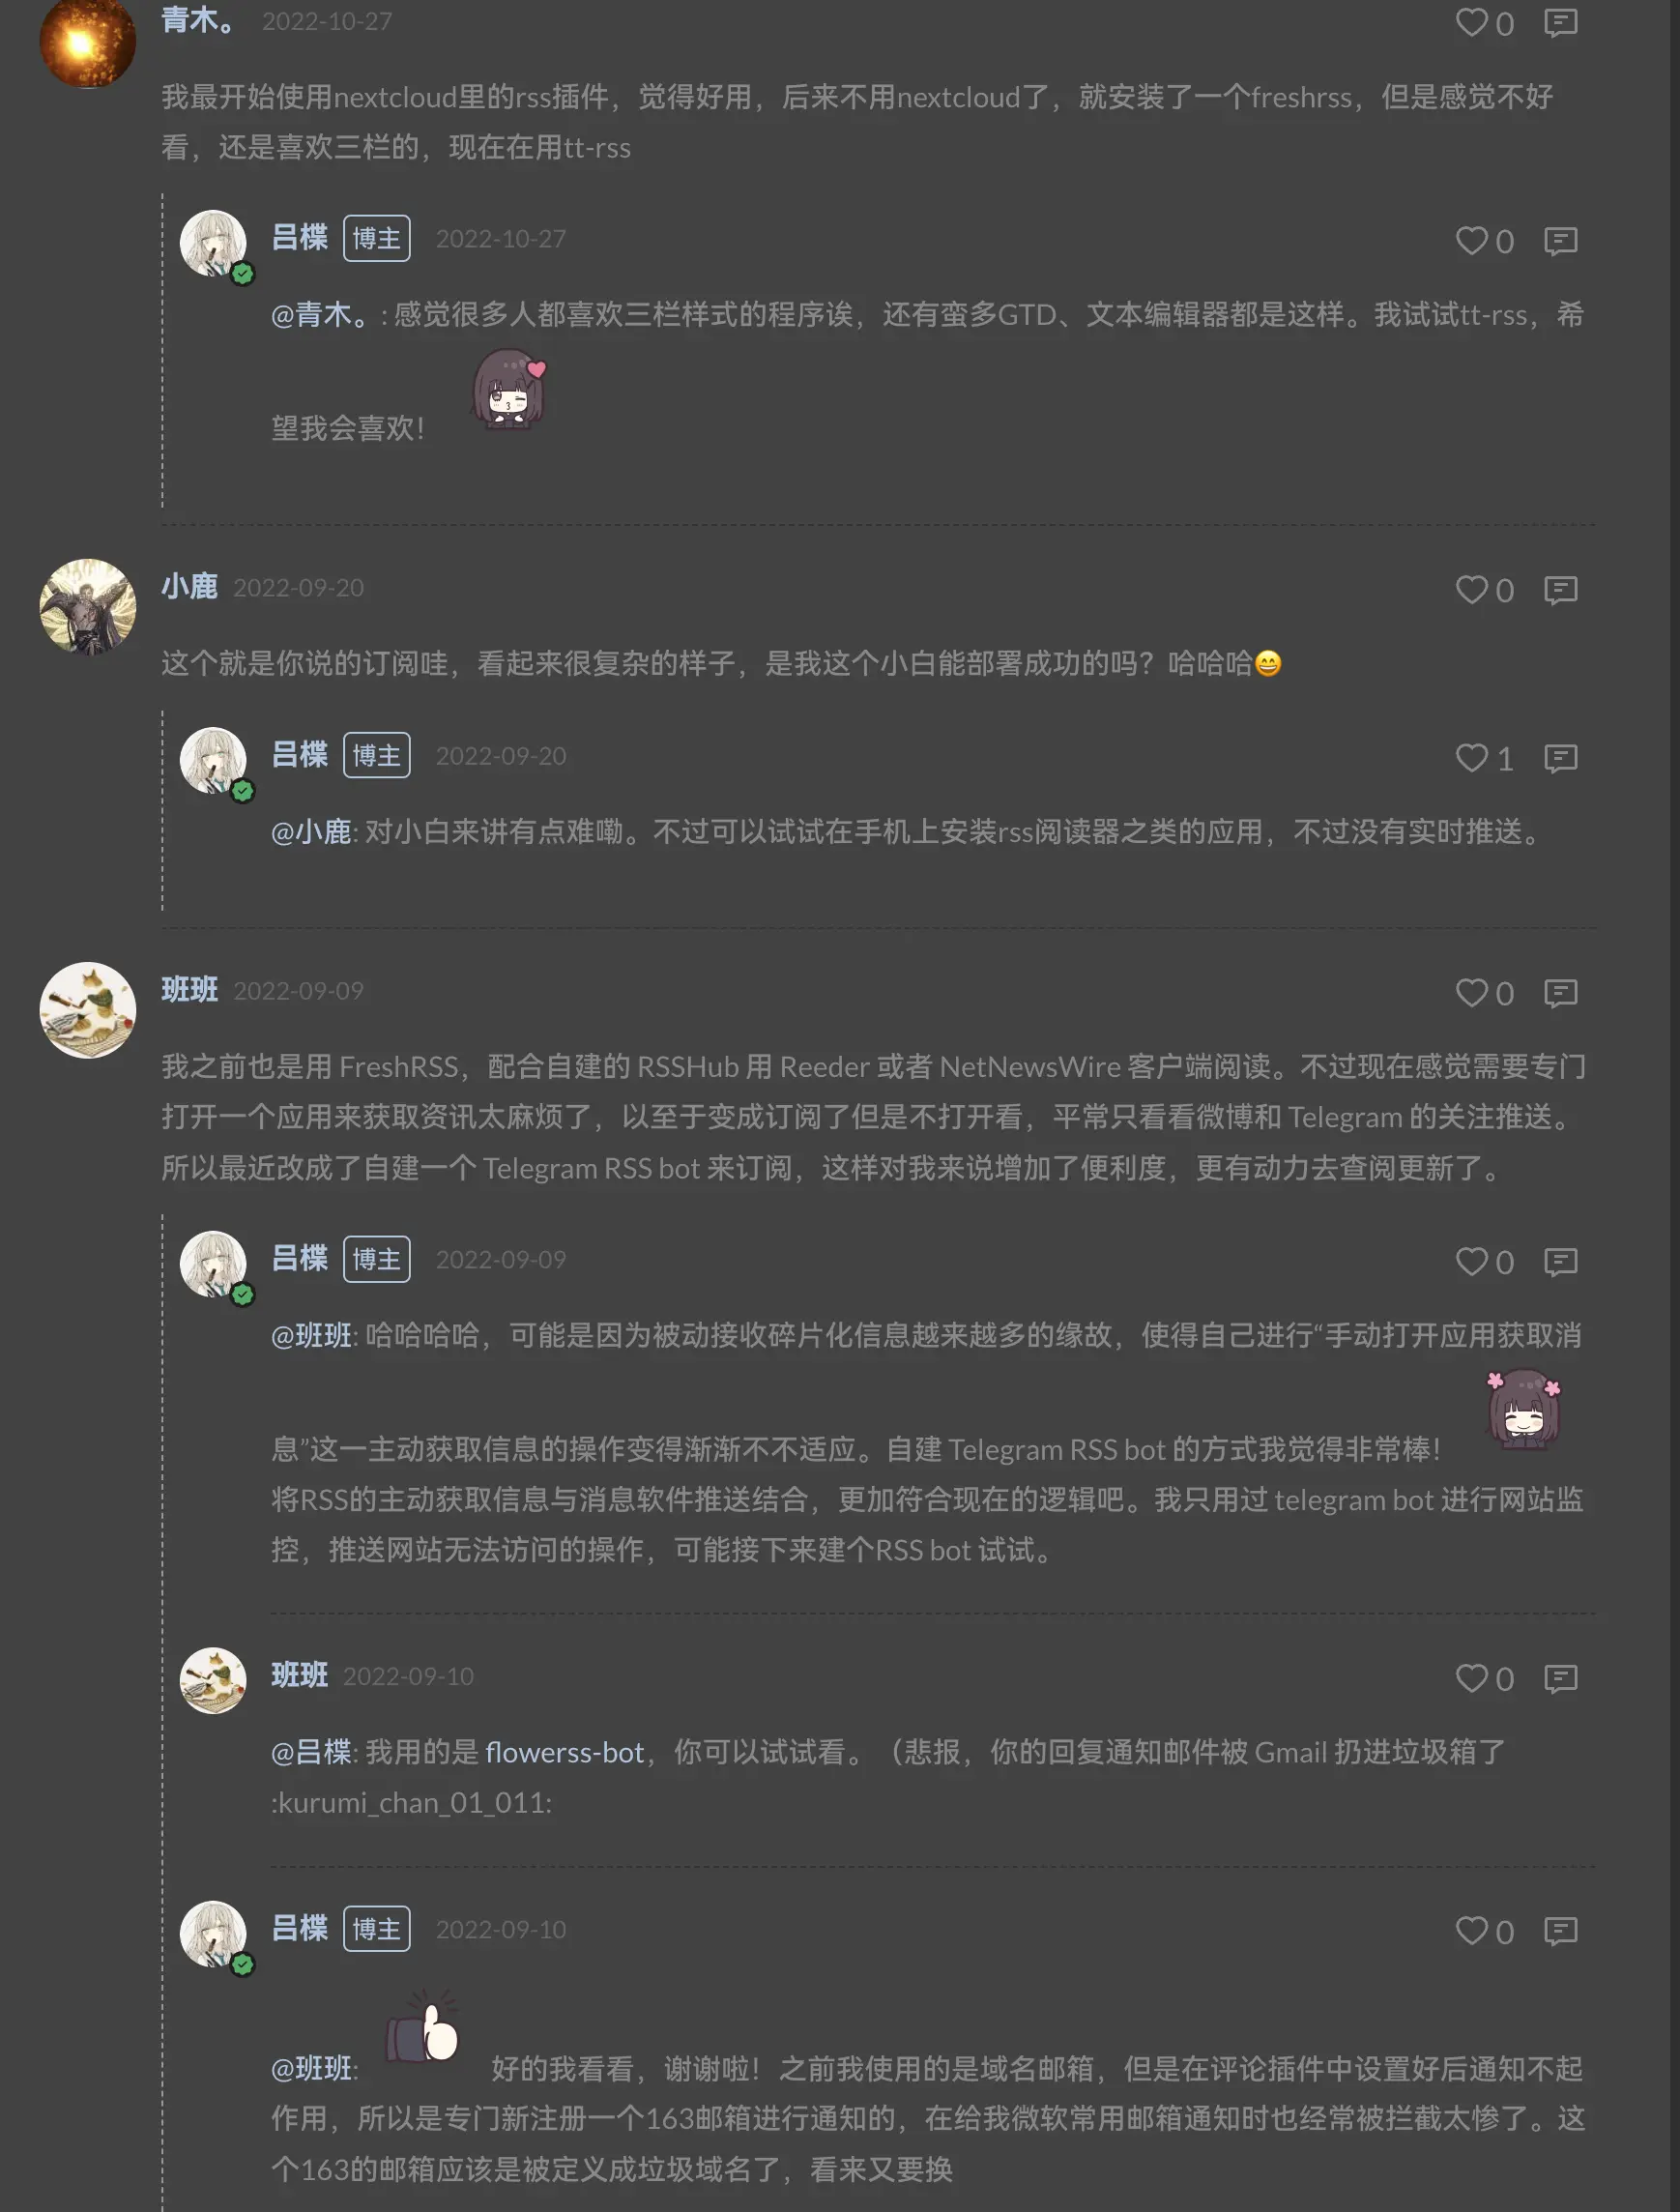 青木。 2022-10-27 0
我最开始使用nextcloud里的rss插件，觉得好用，后来不用nextcloud了，就安装了一个freshrss，但是感觉不好
看，还是喜欢三栏的，现在在用tt-rss
吕楪 博主 2022-10-27 0
@青木。: 感觉很多人都喜欢三栏样式的程序诶，还有蛮多GTD、文本编辑器都是这样。我试试tt-rss，希
望我会喜欢！
小鹿 2022-09-20 0
这个就是你说的订阅哇，看起来很复杂的样子，是我这个小白能部署成功的吗？哈哈哈😄
吕楪 博主 2022-09-20 1
@小鹿: 对小白来讲有点难嘞。不过可以试试在手机上安装rss阅读器之类的应用，不过没有实时推送。
班班 2022-09-09 0
我之前也是用 FreshRSS，配合自建的 RSSHub 用 Reeder 或者 NetNewsWire 客户端阅读。不过现在感觉需要专门
打开一个应用来获取资讯太麻烦了，以至于变成订阅了但是不打开看，平常只看看微博和 Telegram 的关注推送。
所以最近改成了自建一个 Telegram RSS bot 来订阅，这样对我来说增加了便利度，更有动力去查阅更新了。
吕楪 博主 2022-09-09 0
@班班: 哈哈哈哈，可能是因为被动接收碎片化信息越来越多的缘故，使得自己进行“手动打开应用获取消
息”这一主动获取信息的操作变得渐渐不不适应。自建 Telegram RSS bot 的方式我觉得非常棒！
将RSS的主动获取信息与消息软件推送结合，更加符合现在的逻辑吧。我只用过 telegram bot 进行网站监
控，推送网站无法访问的操作，可能接下来建个RSS bot 试试。
班班 2022-09-10 0
@吕楪: 我用的是 flowerss-bot，你可以试试看。（悲报，你的回复通知邮件被 Gmail 扔进垃圾箱了
:kurumi_chan_01_011:
吕楪 博主 2022-09-10 0
@班班: 好的我看看，谢谢啦！之前我使用的是域名邮箱，但是在评论插件中设置好后通知不起
作用，所以是专门新注册一个163邮箱进行通知的，在给我微软常用邮箱通知时也经常被拦截太惨了。这
个163的邮箱应该是被定义成垃圾域名了，看来又要换